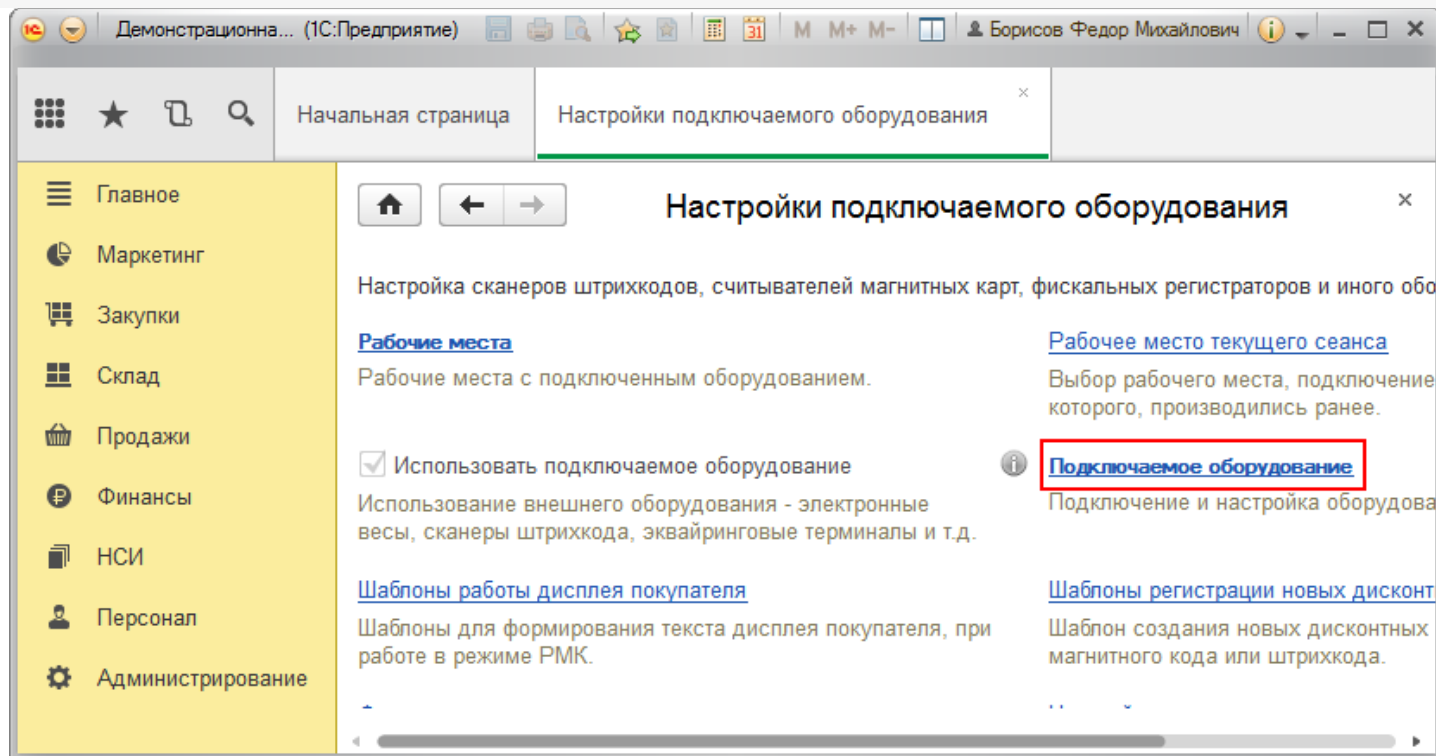 Демонстрационна... (1С:Предприятие) 31 M M+ M- Борисов Федор Михайлович
Начальная страница Настройки подключаемого оборудования
Главное
Маркетинг
Закупки
Склад
Продажи
Финансы
НСИ
Персонал
Администрирование
Настройки подключаемого оборудования
Настройка сканеров штрихкодов, считывателей магнитных карт, фискальных регистраторов и иного обо
Рабочие места
Рабочие места с подключенным оборудованием.
Рабочее место текущего сеанса
Выбор рабочего места, подключение
которого, производились ранее.
Использовать подключаемое оборудование
Использование внешнего оборудования - электронные
весы, сканеры штрихкода, эквайринговые терминалы и т.д.
Подключаемое оборудование
Подключение и настройка оборудова
Шаблоны работы дисплея покупателя
Шаблоны для формирования текста дисплея покупателя, при
работе в режиме РМК.
Шаблоны регистрации новых дисконт
Шаблон создания новых дисконтных
магнитного кода или штрихкода.